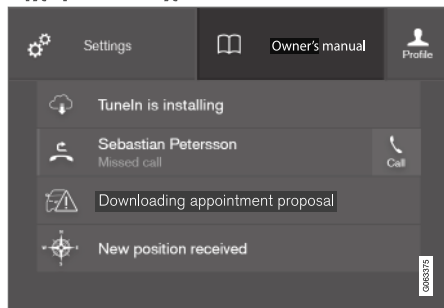 Settings
Owner's manual
Profile
TuneIn is installing
Sebastian Petersson
Missed call
Call
Downloading appointment proposal
New position received
G063375